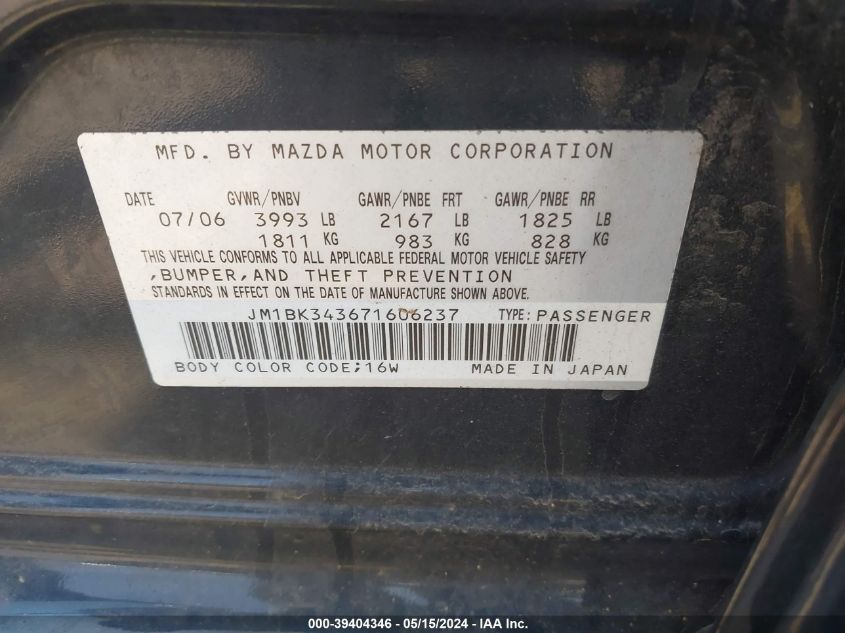 MFD. BY MAZDA MOTOR CORPORATION
DATE GVWR/PNBV GAWR/PNBE FRT GAWR/PNBE RR
07/06 3993 LB 2167 LB 1825 LB
1811 KG 983 KG 828 KG
THIS VEHICLE CONFORMS TO ALL APPLICABLE FEDERAL MOTOR VEHICLE SAFETY
,BUMPER,AND THEFT PREVENTION
STANDARDS IN EFFECT ON THE DATE OF MANUFACTURE SHOWN ABOVE.
JM1BK343671606237 TYPE:PASSENGER
BODY COLOR CODE;16W MADE IN JAPAN
000-39404346 - 05/15/2024 - IAA Inc.